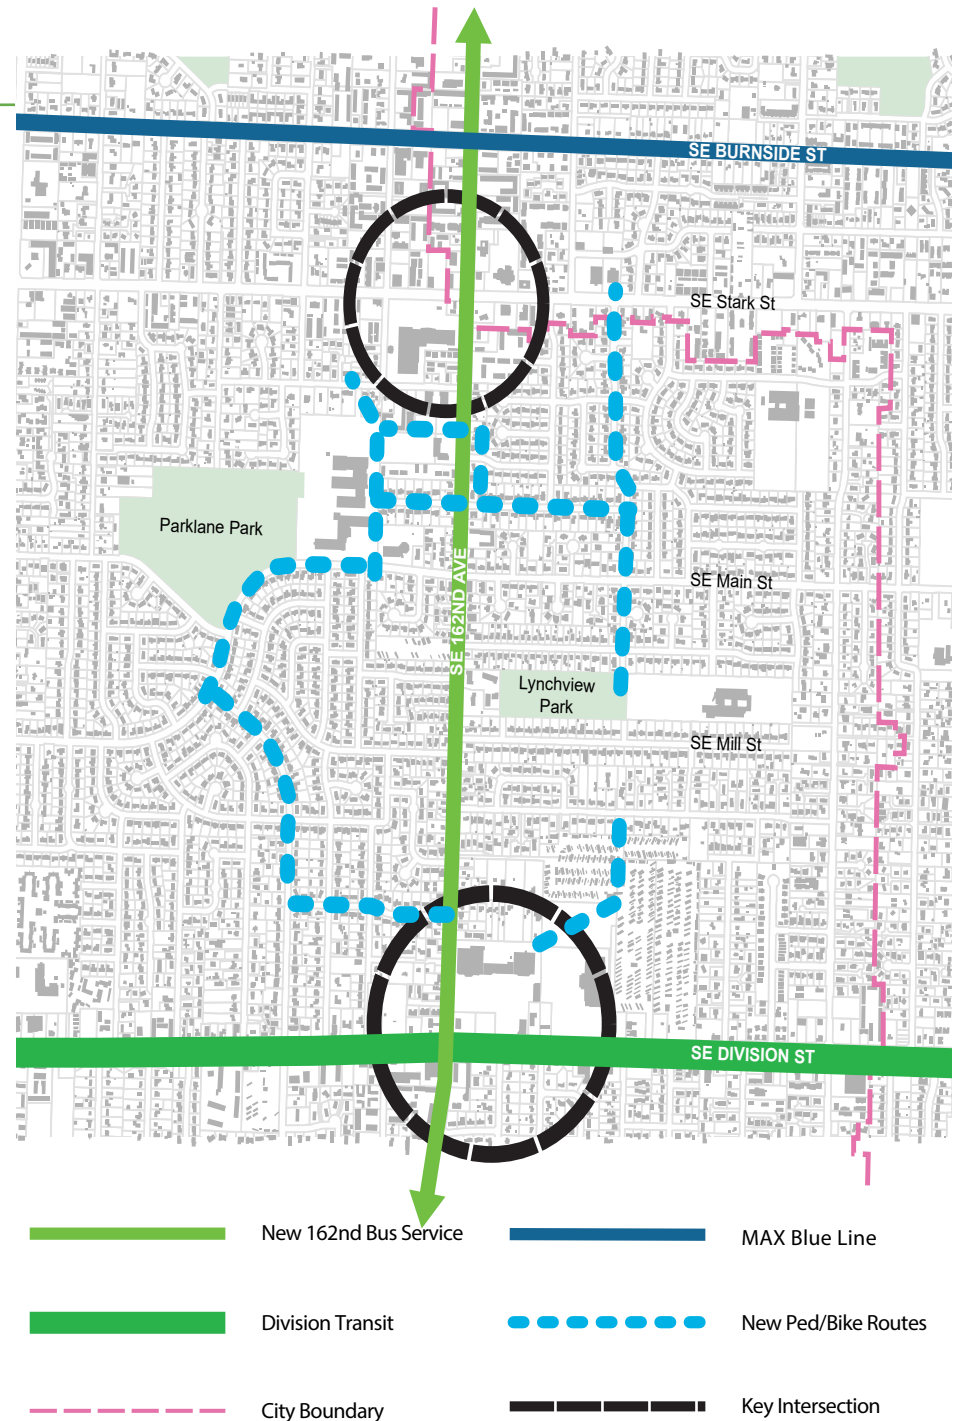 SE BURNSIDE ST
SE Stark St
Parklane Park
SE 162ND AVE
SE Main St
Lynchview
Park
SE Mill St
SE DIVISION ST
New 162nd Bus Service
MAX Blue Line
Division Transit
New Ped/Bike Routes
City Boundary
Key Intersection